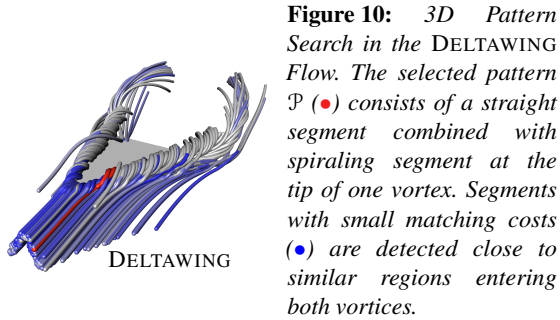 DELTAWING
Figure 10: 3D Pattern
Search in the DELTAWING
Flow. The selected pattern
P (●) consists of a straight
segment combined with
spiraling segment at the
tip of one vortex. Segments
with small matching costs
(●) are detected close to
similar regions entering
both vortices.